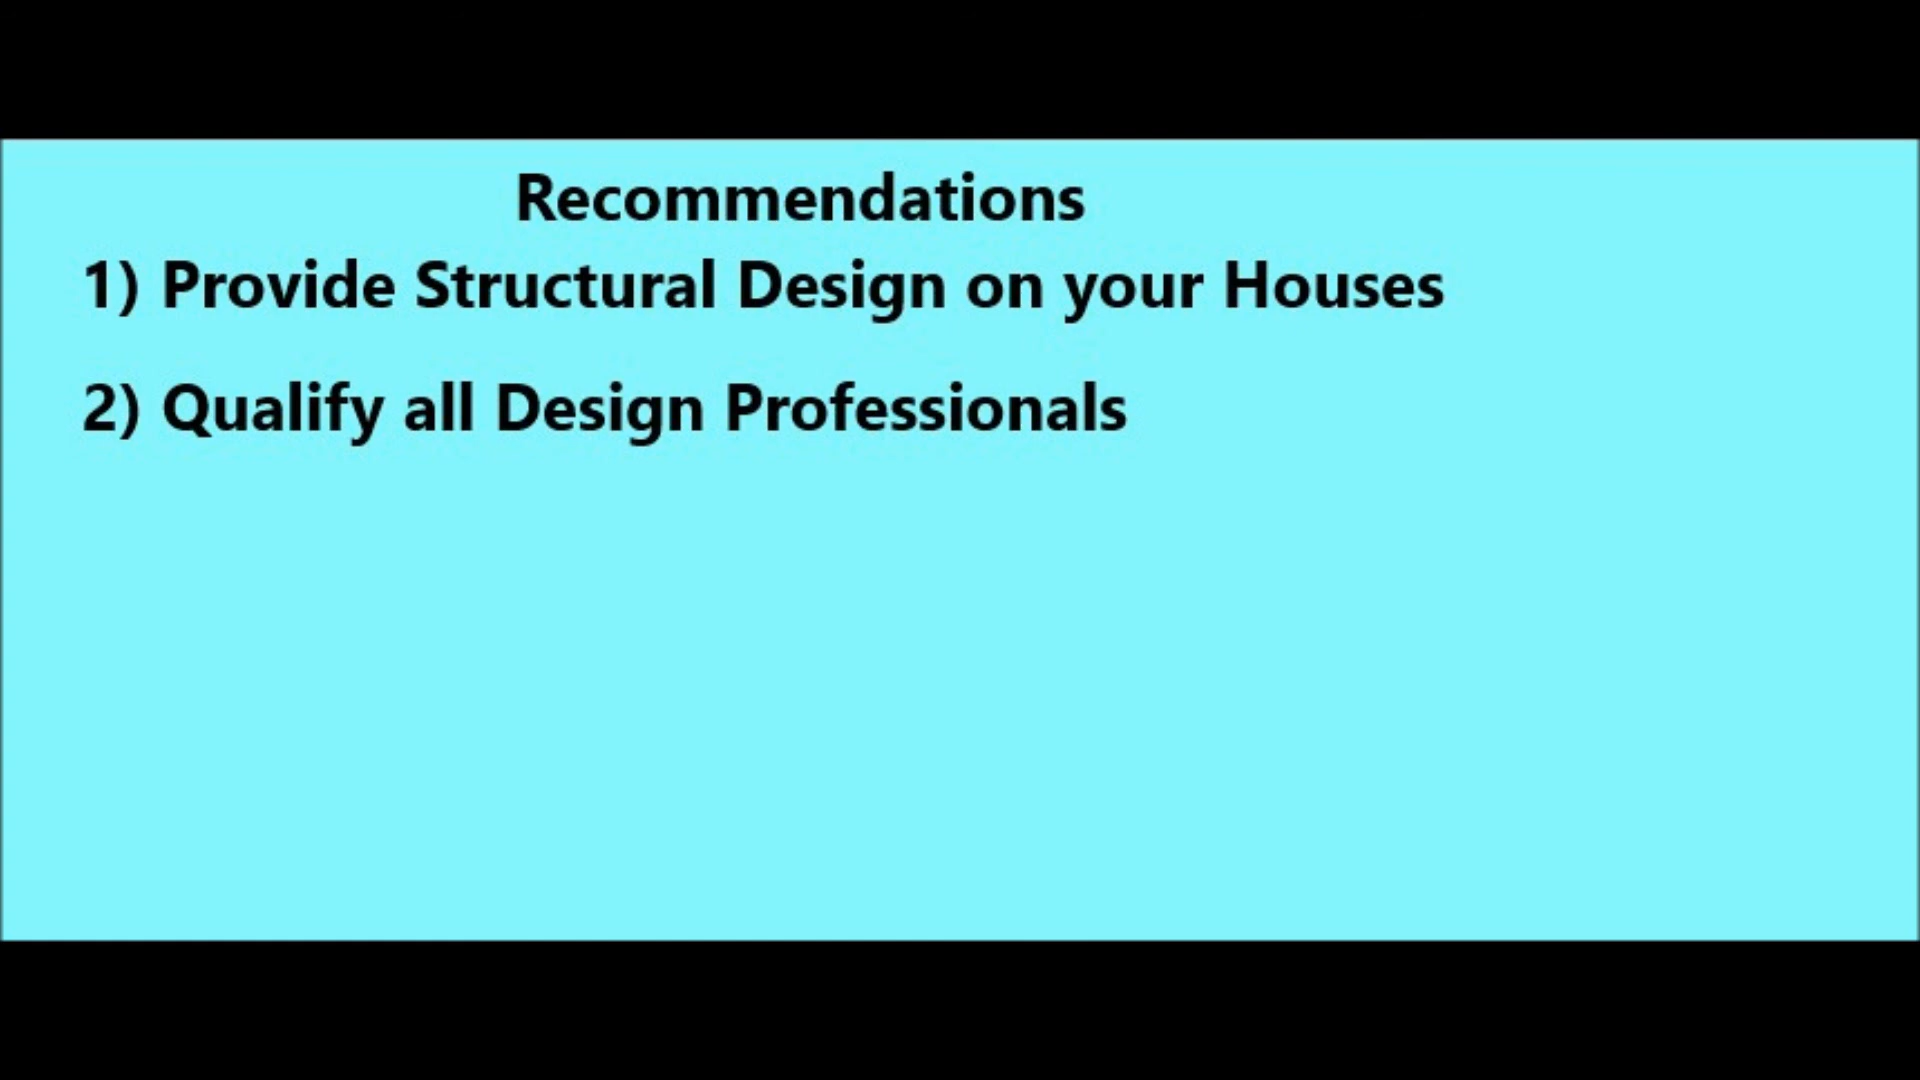 Recommendations
1) Provide Structural Design on your Houses
2) Qualify all Design Professionals